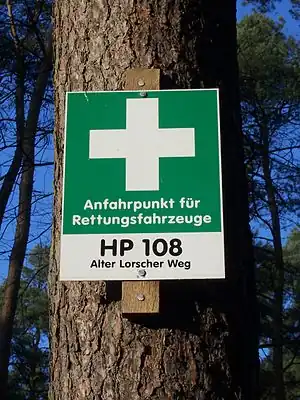 Anfahrpunkt für
Rettungsfahrzeuge
HP 108
Alter Lorscher Weg